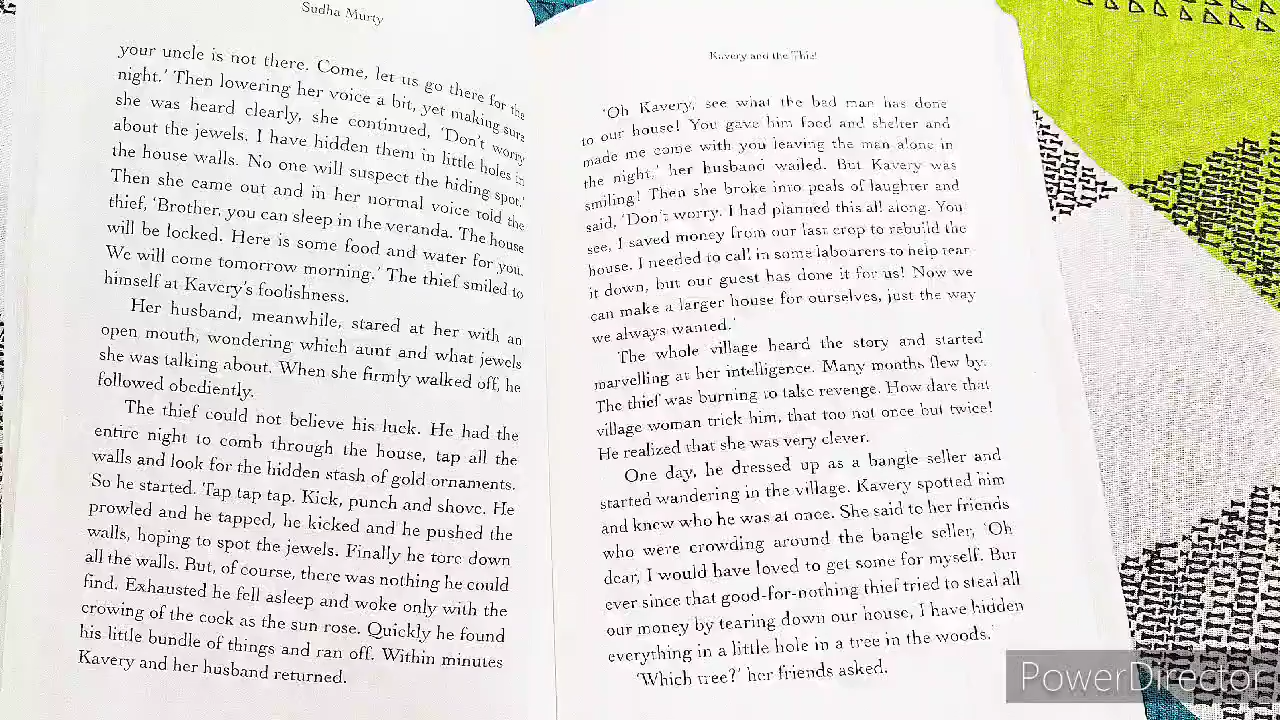 Sudha Murty
your uncle is not there. Come, let us go there for the
night.' Then lowering her voice a bit, yet making sure
she was heard clearly, she continued, 'Don't worry
about the jewels. I have hidden them in little holes in
the house walls. No one will suspect the hiding spot.'
Then she came out and in her normal voice told the
thief, 'Brother, you can sleep in the veranda. The house
will be locked. Here is some food and water for you.
We will come tomorrow morning.' The thief smiled to
himself at Kavery's foolishness.
Her husband, meanwhile, stared at her with an
open mouth, wondering which aunt and what jewels
she was talking about. When she firmly walked off, he
followed obediently.
The thief could not believe his luck. He had the
entire night to comb through the house, tap all the
walls and look for the hidden stash of gold ornaments.
So he started. Tap tap tap. Kick, punch and shove. He
prowled and he tapped, he kicked and he pushed the
walls, hoping to spot the jewels. Finally he tore down
all the walls. But, of course, there was nothing he could
find. Exhausted he fell asleep and woke only with the
crowing of the cock as the sun rose. Quickly he found
his little bundle of things and ran off. Within minutes
Kavery and her husband returned.
Kavery and the Thief
'Oh Kavery, see what the bad man has done
to our house! You gave him food and shelter and
made me come with you leaving the man alone in
the night,' her husband wailed. But Kavery was
smiling! Then she broke into peals of laughter and
said, 'Don't worry. I had planned this all along. You
see, I saved money from our last crop to rebuild the
house. I needed to call in some labourers to help tear
it down, but our guest has done it for us! Now we
can make a larger house for ourselves, just the way
we always wanted.'
The whole village heard the story and started
marvelling at her intelligence. Many months flew by.
The thief was burning to take revenge. How dare that
village woman trick him, that too not once but twice!
He realized that she was very clever.
One day, he dressed up as a bangle seller and
started wandering in the village. Kavery spotted him
and knew who he was at once. She said to her friends
who were crowding around the bangle seller, 'Oh
dear, I would have loved to get some for myself. But
ever since that good-for-nothing thief tried to steal all
our money by tearing down our house, I have hidden
everything in a little hole in a tree in the woods.'
'Which tree?' her friends asked.
PowerDirector